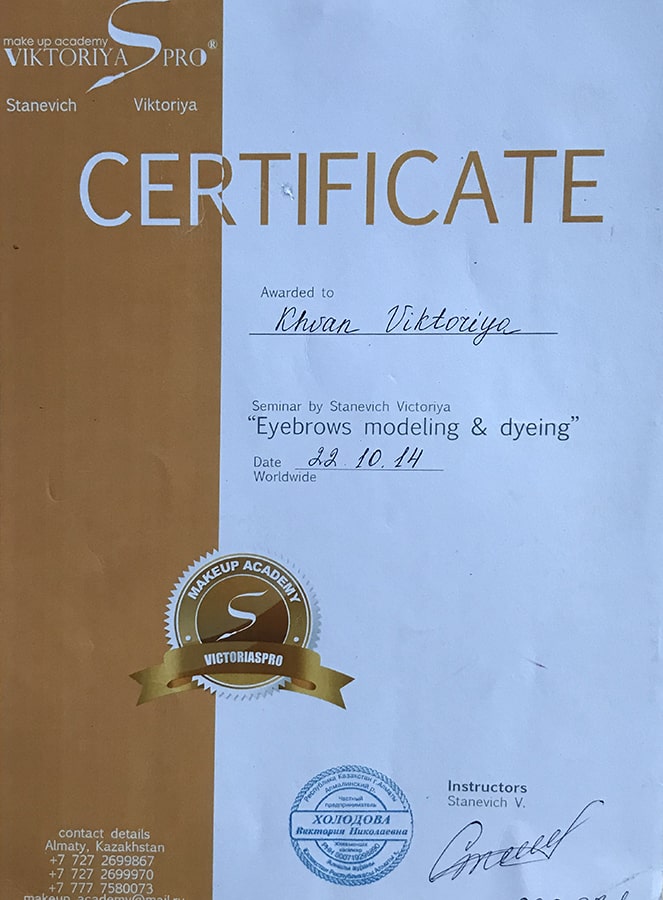 make up academy
VIKTORIYA S PRO®
Stanevich Viktoriya
CERTIFICATE
Awarded to
Khvan Viktoriya
Seminar by Stanevich Victoriya
“Eyebrows modeling & dyeing”
Date 22.10.14
Worldwide
MAKEUP ACADEMY
S
VICTORIASPRO
Республика Казахстан г.Алматы
Алмалинский р.
Частный
предприниматель
ХОЛОДОВА
Виктория Николаевна
Instructors
Stanevich V.
contact details
Almaty, Kazakhstan
+7 727 2699867
+7 727 2699970
+7 777 7580073
makeup_academy@mail.ru